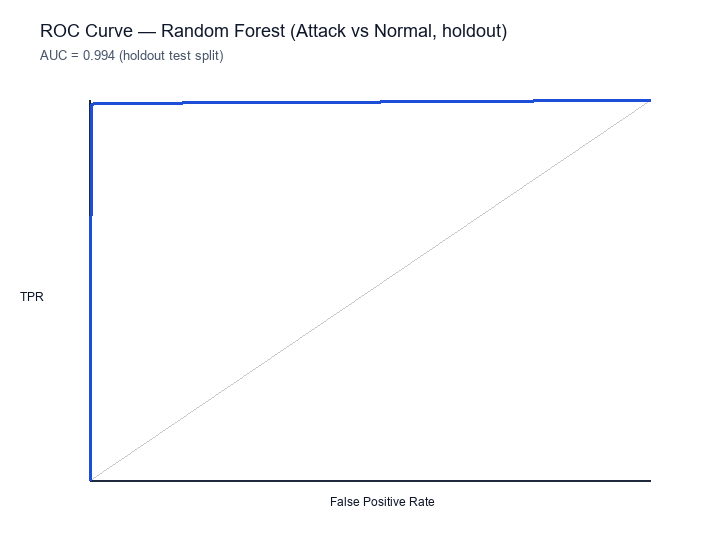 ROC Curve — Random Forest (Attack vs Normal, holdout)
AUC = 0.994 (holdout test split)
TPR
False Positive Rate